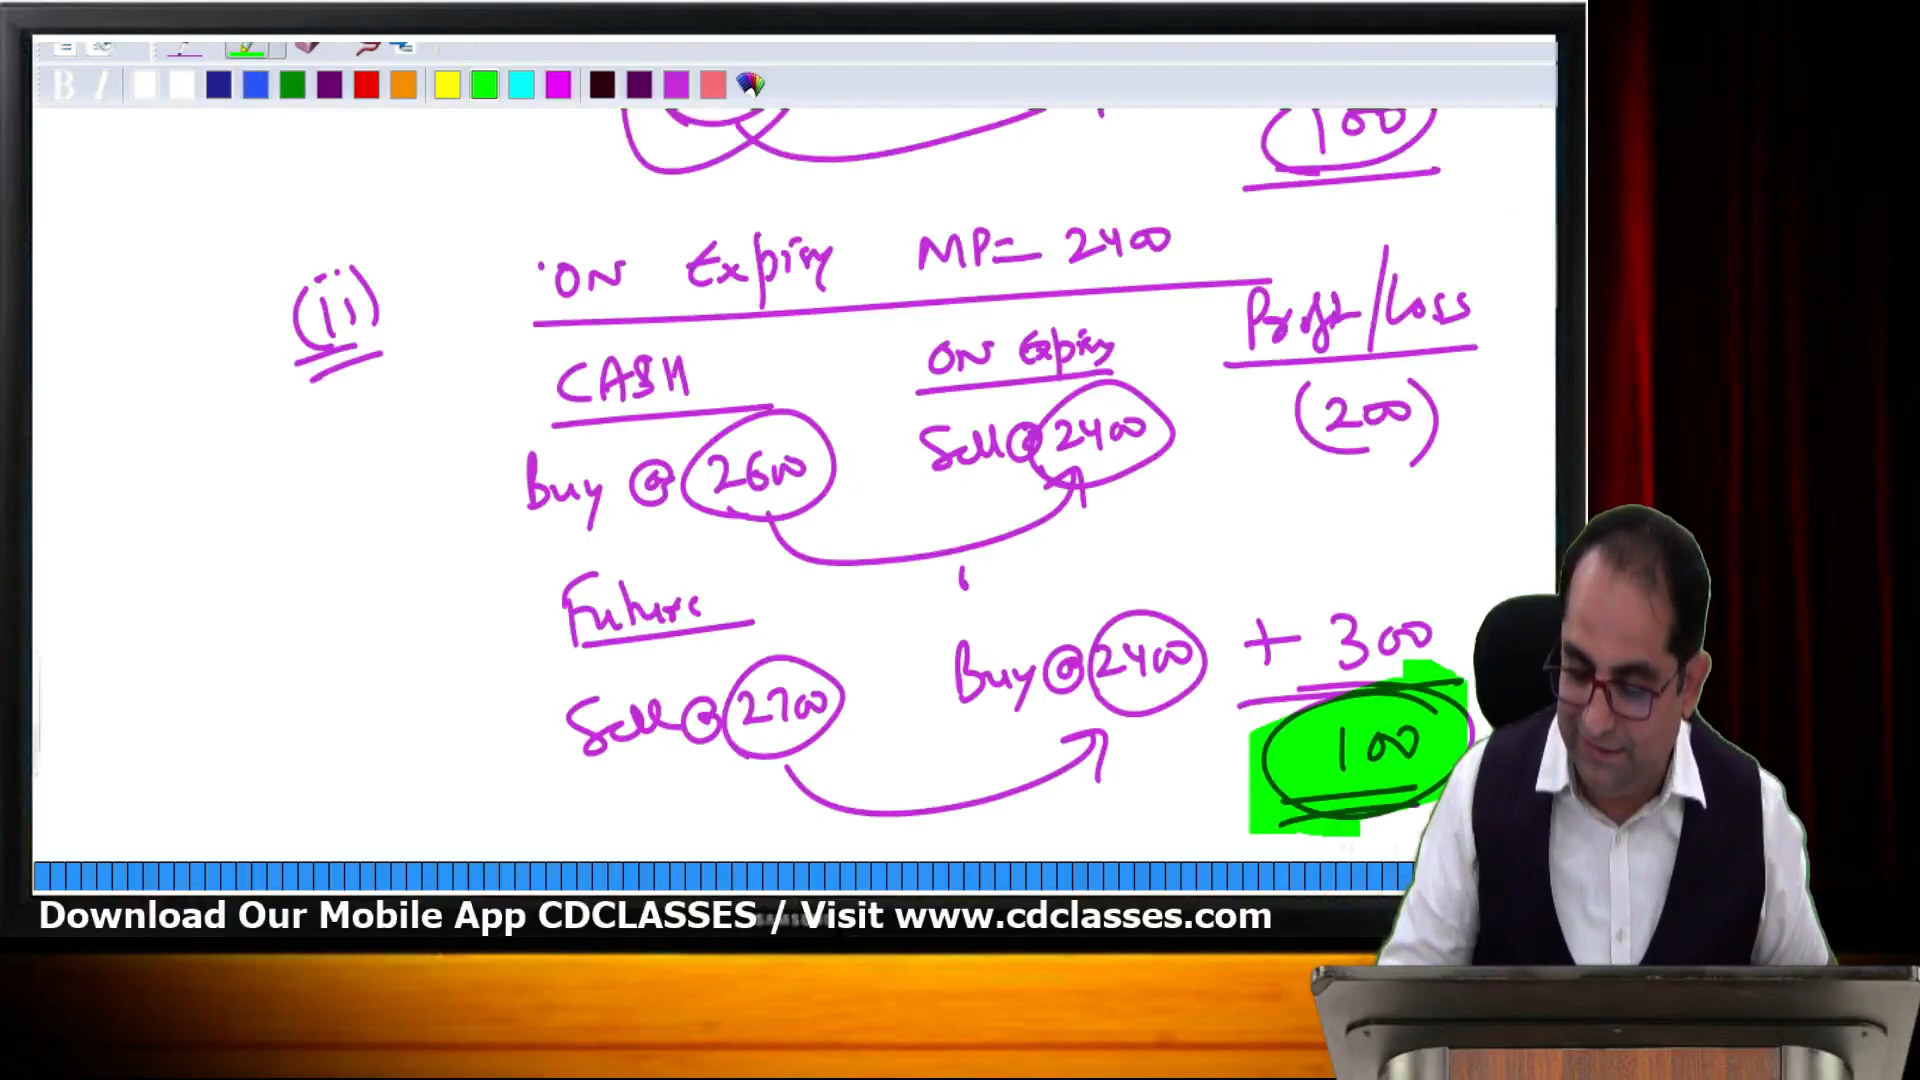 B I
100
(ii) ON Expiry MP= 2400
CASH ON Expiry Profit/Loss
Buy @ 2600 Sell @ 2400 (200)
Future
Sell @ 2700 Buy @ 2400 + 300
100
Download Our Mobile App CDCLASSES / Visit www.cdclasses.com